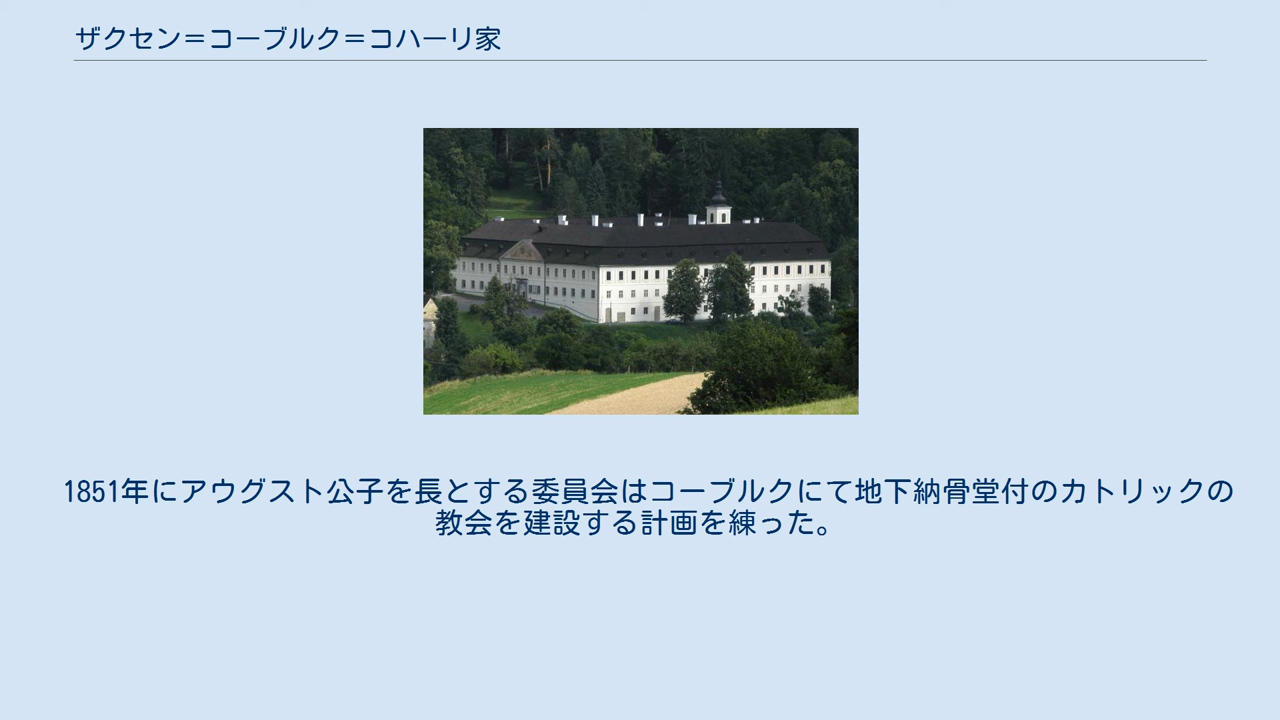 ザクセン＝コーブルク＝コハーリ家
1851年にアウグスト公子を長とする委員会はコーブルクにて地下納骨堂付のカトリックの
教会を建設する計画を練った。